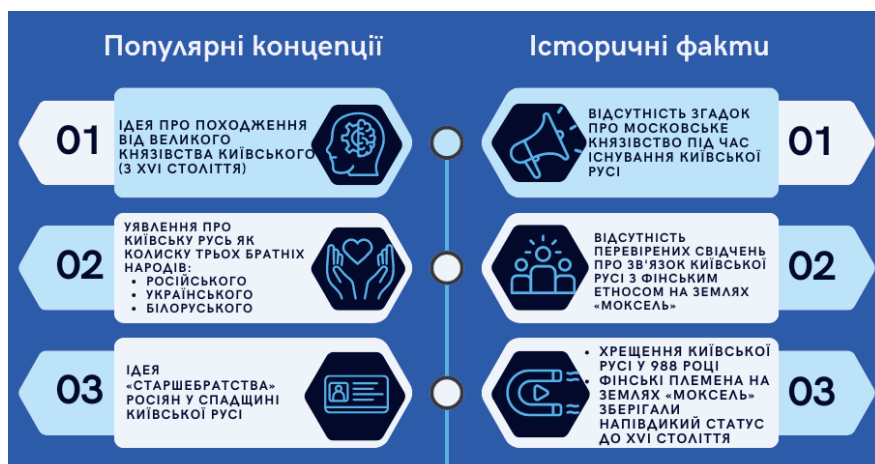 Популярні концепції
01
ІДЕЯ ПРО ПОХОДЖЕННЯ
ВІД ВЕЛИКОГО
КНЯЗІВСТВА КИЇВСЬКОГО
(З XVI СТОЛІТТЯ)
02
УЯВЛЕННЯ ПРО
КИЇВСЬКУ РУСЬ ЯК
КОЛИСКУ ТРЬОХ БРАТНІХ
НАРОДІВ:
• РОСІЙСЬКОГО
• УКРАЇНСЬКОГО
• БІЛОРУСЬКОГО
03
ІДЕЯ
«СТАРШЕБРАТСТВА»
РОСІЯН У СПАДЩИНІ
КИЇВСЬКОЇ РУСІ
Історичні факти
ВІДСУТНІСТЬ ЗГАДОК
ПРО МОСКОВСЬКЕ
КНЯЗІВСТВО ПІД ЧАС
ІСНУВАННЯ КИЇВСЬКОЇ
РУСІ
01
ВІДСУТНІСТЬ
ПЕРЕВІРЕНИХ СВІДЧЕНЬ
ПРО ЗВ'ЯЗОК КИЇВСЬКОЇ
РУСІ З ФІНСЬКИМ
ЕТНОСОМ НА ЗЕМЛЯХ
«МОКСЕЛЬ»
02
• ХРЕЩЕННЯ КИЇВСЬКОЇ
РУСІ У 988 РОЦІ
• ФІНСЬКІ ПЛЕМЕНА НА
ЗЕМЛЯХ «МОКСЕЛЬ»
ЗБЕРІГАЛИ
НАПІВДИКИЙ СТАТУС
ДО XVI СТОЛІТТЯ
03